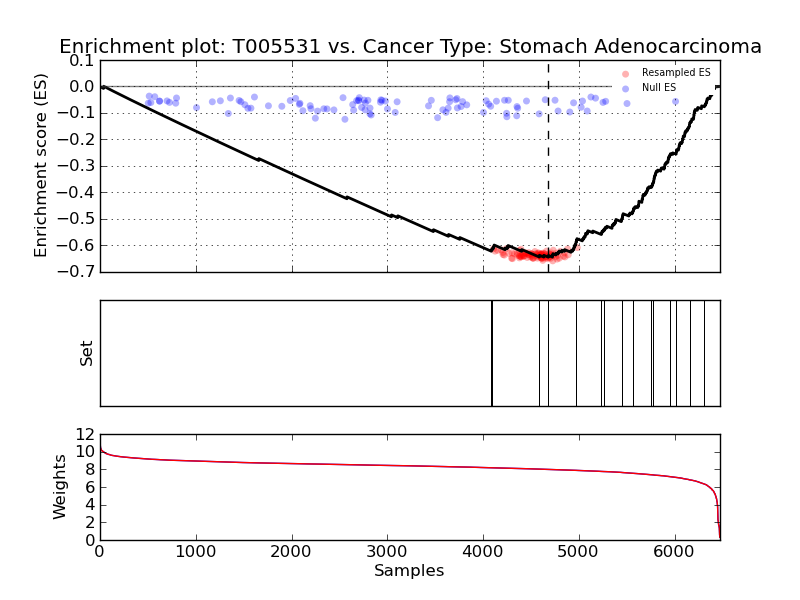 Enrichment plot: T005531 vs. Cancer Type: Stomach Adenocarcinoma
Enrichment score (ES)
0.1
0.0
−0.1
−0.2
−0.3
−0.4
−0.5
−0.6
−0.7
Resampled ES
Null ES
Set
Weights
12
10
8
6
4
2
0
0 1000 2000 3000 4000 5000 6000
Samples